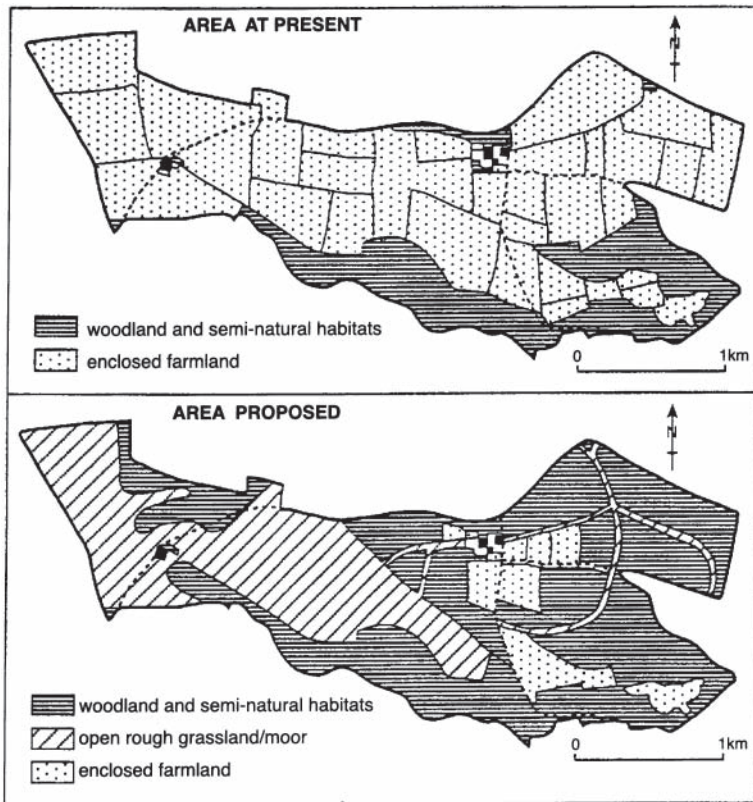 AREA AT PRESENT
N
woodland and semi-natural habitats
enclosed farmland
0 1km
AREA PROPOSED
N
woodland and semi-natural habitats
open rough grassland/moor
enclosed farmland
0 1km